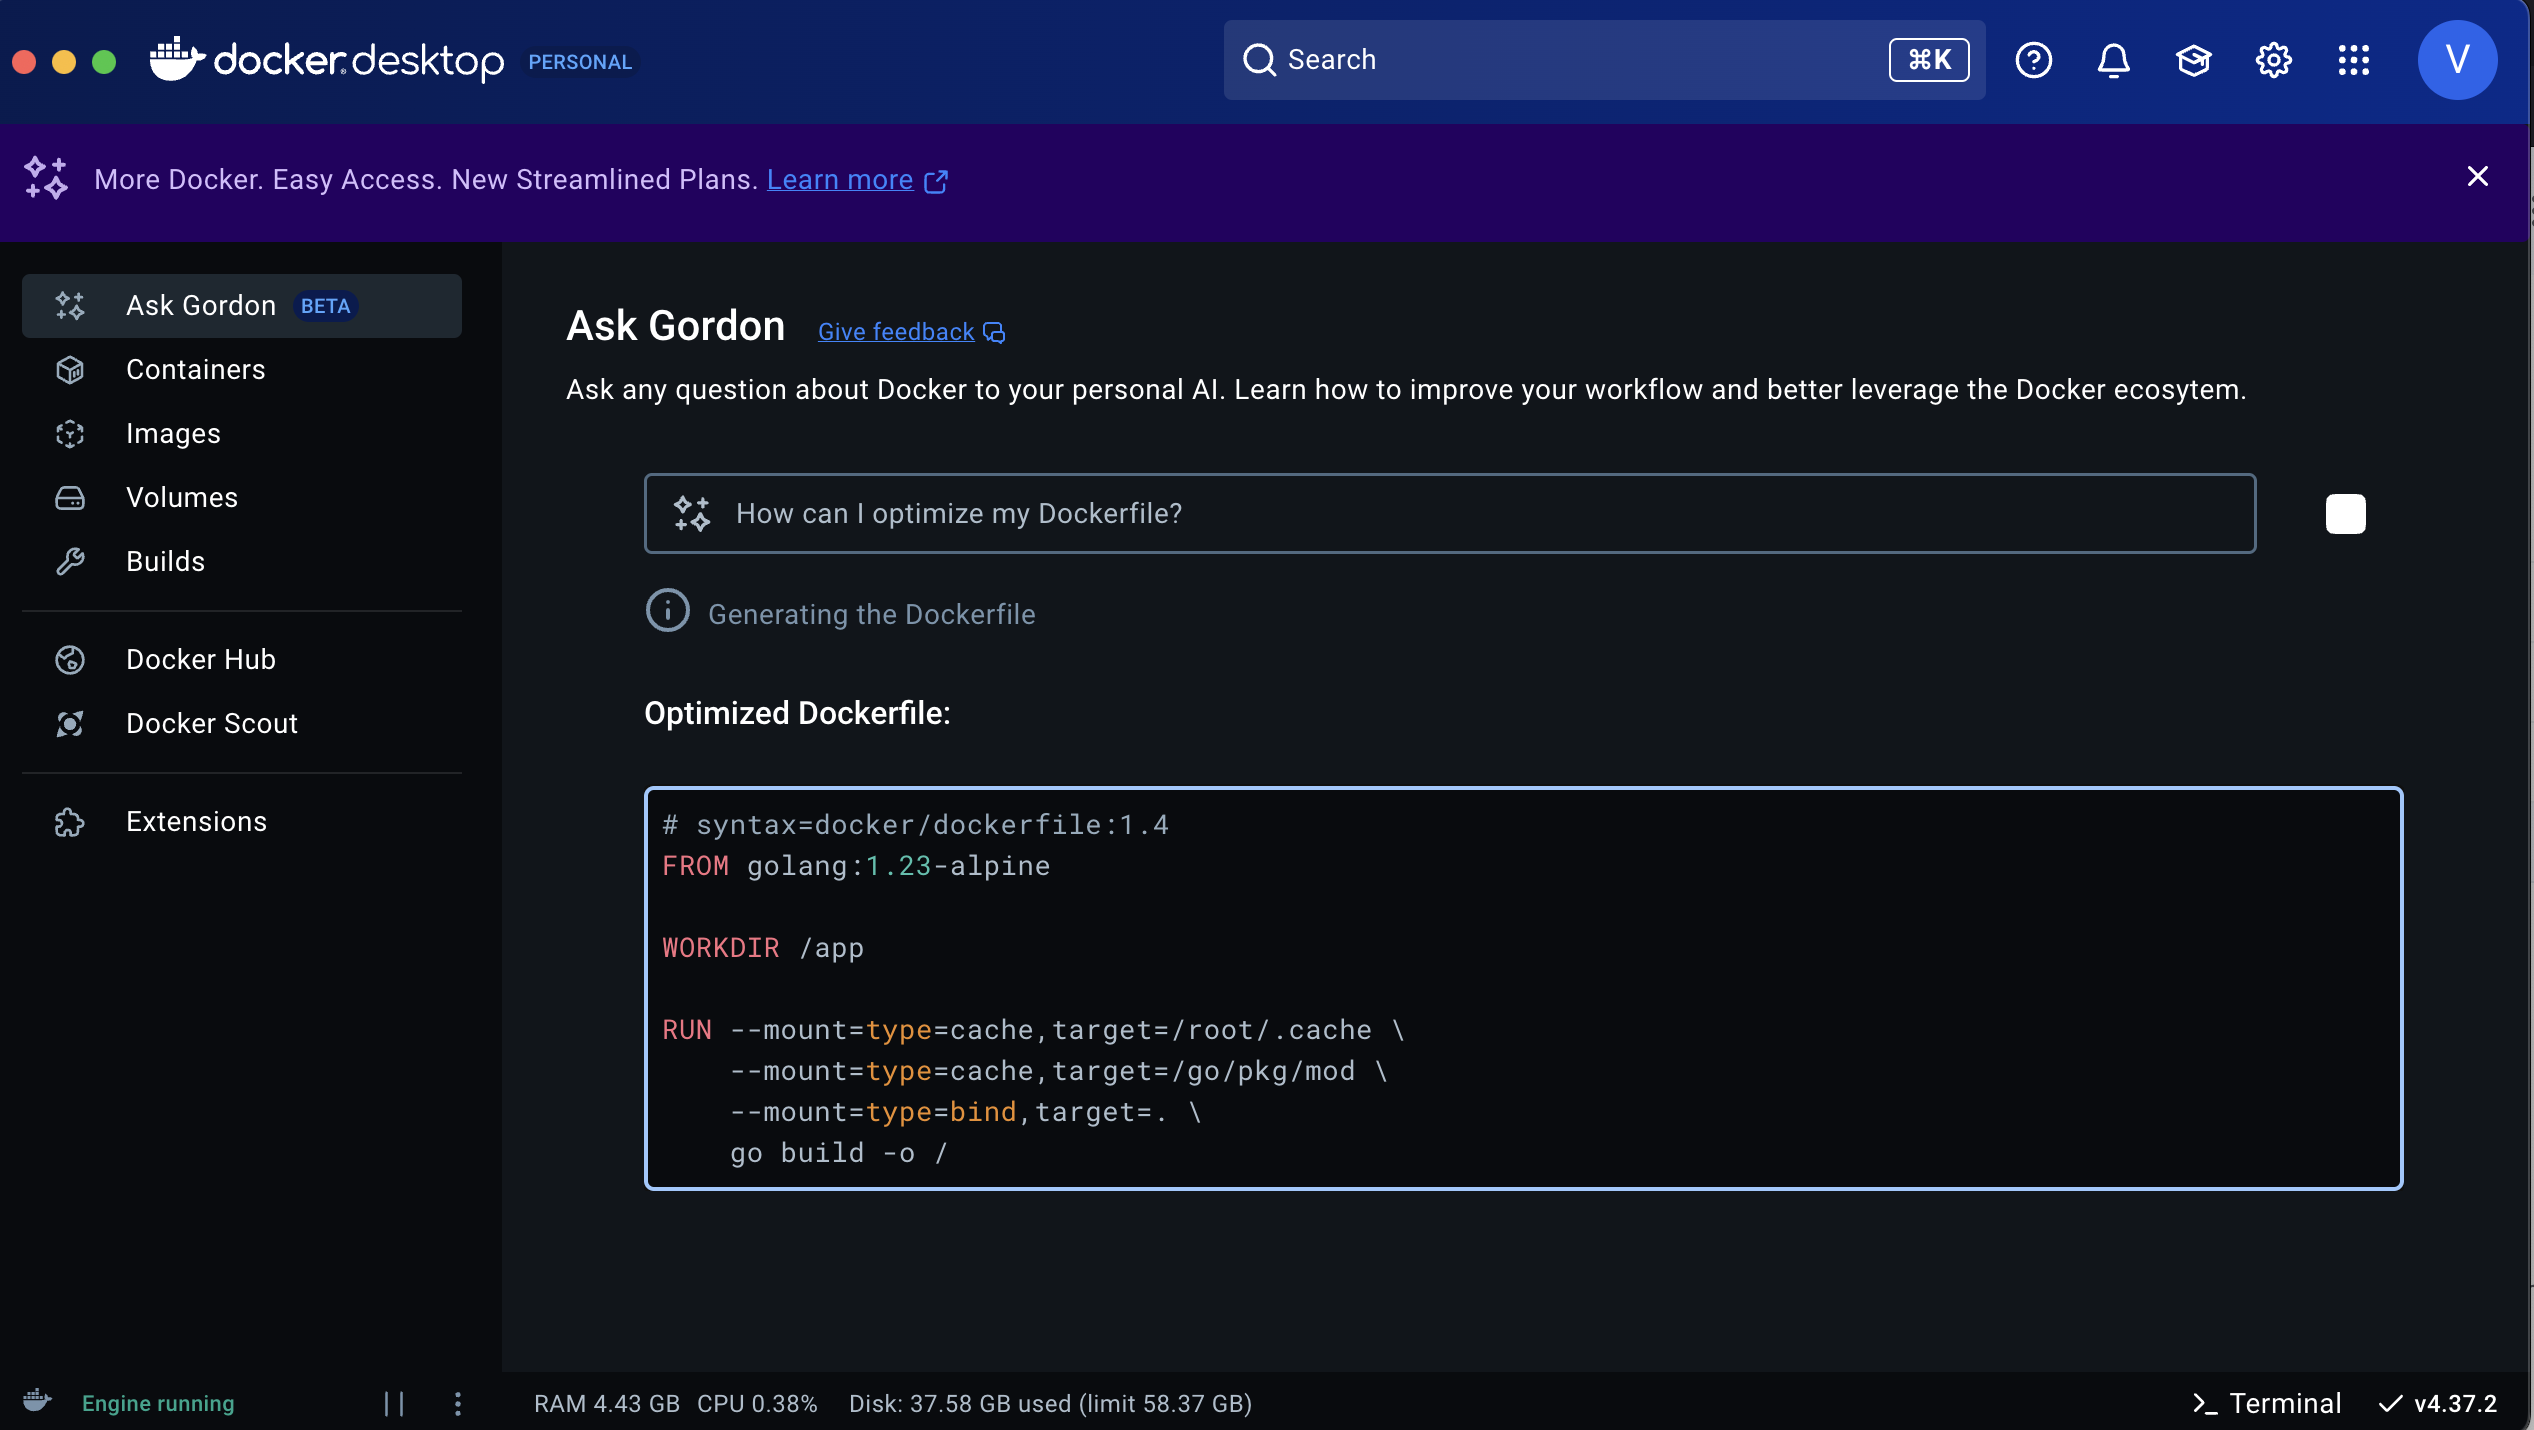 docker desktop PERSONAL
Search ⌘K
V
More Docker. Easy Access. New Streamlined Plans. Learn more
Ask Gordon BETA
Containers
Images
Volumes
Builds
Docker Hub
Docker Scout
Extensions
Ask Gordon Give feedback
Ask any question about Docker to your personal AI. Learn how to improve your workflow and better leverage the Docker ecosytem.
How can I optimize my Dockerfile?
Generating the Dockerfile
Optimized Dockerfile:
# syntax=docker/dockerfile:1.4
FROM golang:1.23-alpine
WORKDIR /app
RUN --mount=type=cache,target=/root/.cache \
--mount=type=cache,target=/go/pkg/mod \
--mount=type=bind,target=. \
go build -o /
Engine running
RAM 4.43 GB CPU 0.38% Disk: 37.58 GB used (limit 58.37 GB)
Terminal v4.37.2